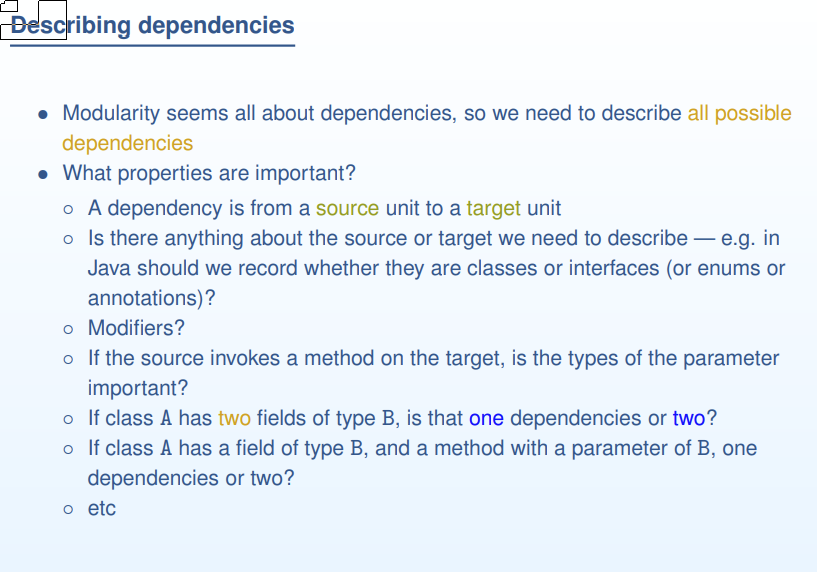 Describing dependencies
● Modularity seems all about dependencies, so we need to describe all possible
dependencies
● What properties are important?
○ A dependency is from a source unit to a target unit
○ Is there anything about the source or target we need to describe — e.g. in
Java should we record whether they are classes or interfaces (or enums or
annotations)?
○ Modifiers?
○ If the source invokes a method on the target, is the types of the parameter
important?
○ If class A has two fields of type B, is that one dependencies or two?
○ If class A has a field of type B, and a method with a parameter of B, one
dependencies or two?
○ etc